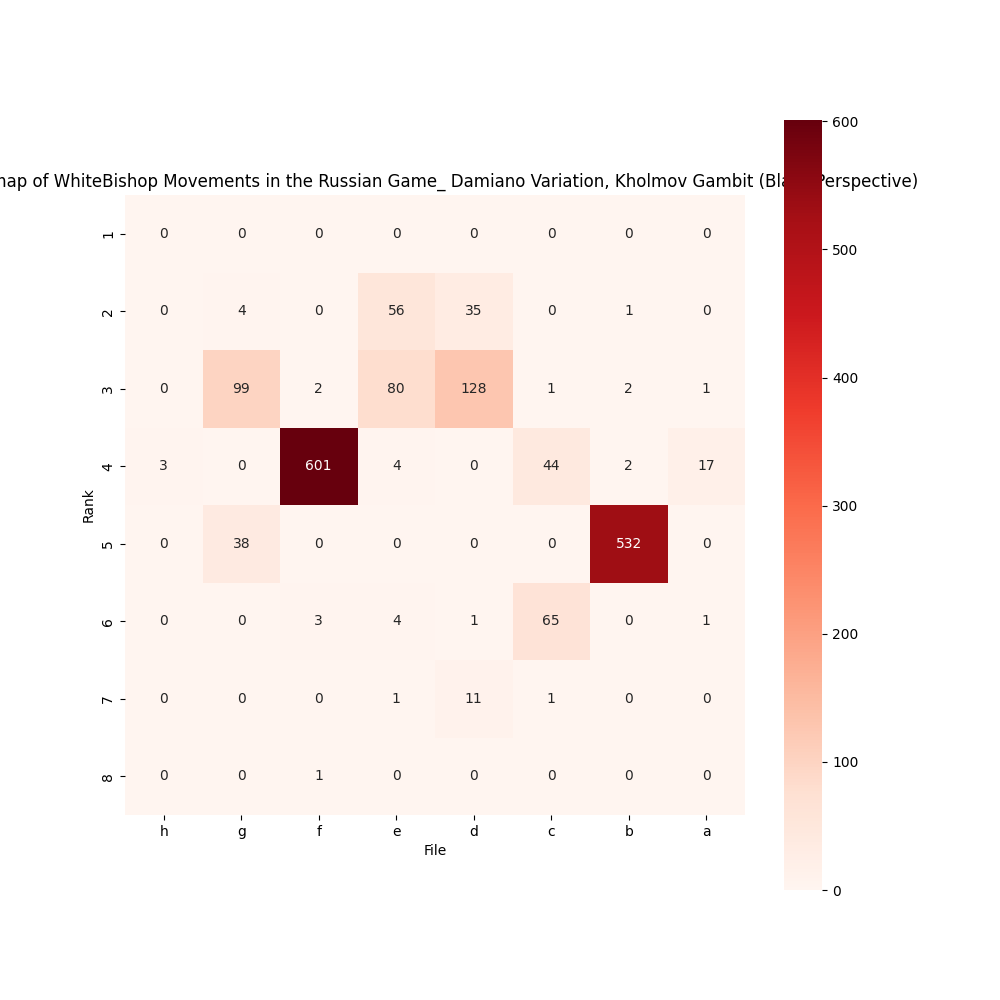 map of WhiteBishop Movements in the Russian Game_ Damiano Variation, Kholmov Gambit (Black Perspective)
1 0 0 0 0 0 0 0 0
2 0 4 0 56 35 0 1 0
3 0 99 2 80 128 1 2 1
4 3 0 601 4 0 44 2 17
5 0 38 0 0 0 0 532 0
6 0 0 3 4 1 65 0 1
7 0 0 0 1 11 1 0 0
8 0 0 1 0 0 0 0 0
h g f e d c b a
File
Rank
600
500
400
300
200
100
0